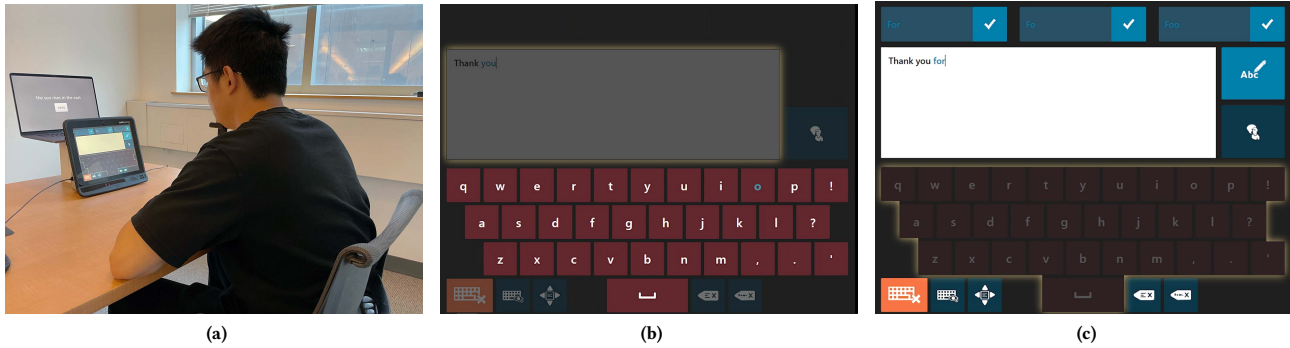 Thank you
q w e r t y u i o p !
a s d f g h j k l ?
z x c v b n m , . '
For
Fo
Foo
Thank you for
Abc
q w e r t y u i o p !
a s d f g h j k l ?
z x c v b n m , . '
(a)
(b)
(c)